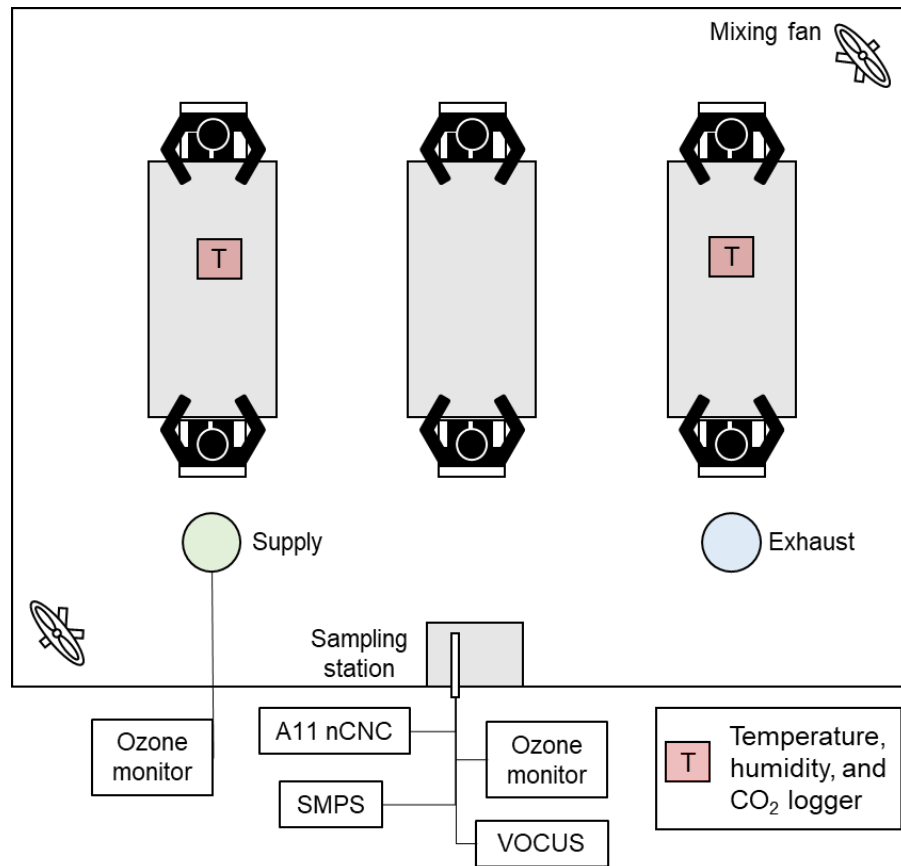 Mixing fan
T
T
Supply
Exhaust
Sampling
station
Ozone
monitor
A11 nCNC
SMPS
Ozone
monitor
VOCUS
T
Temperature,
humidity, and
CO₂ logger